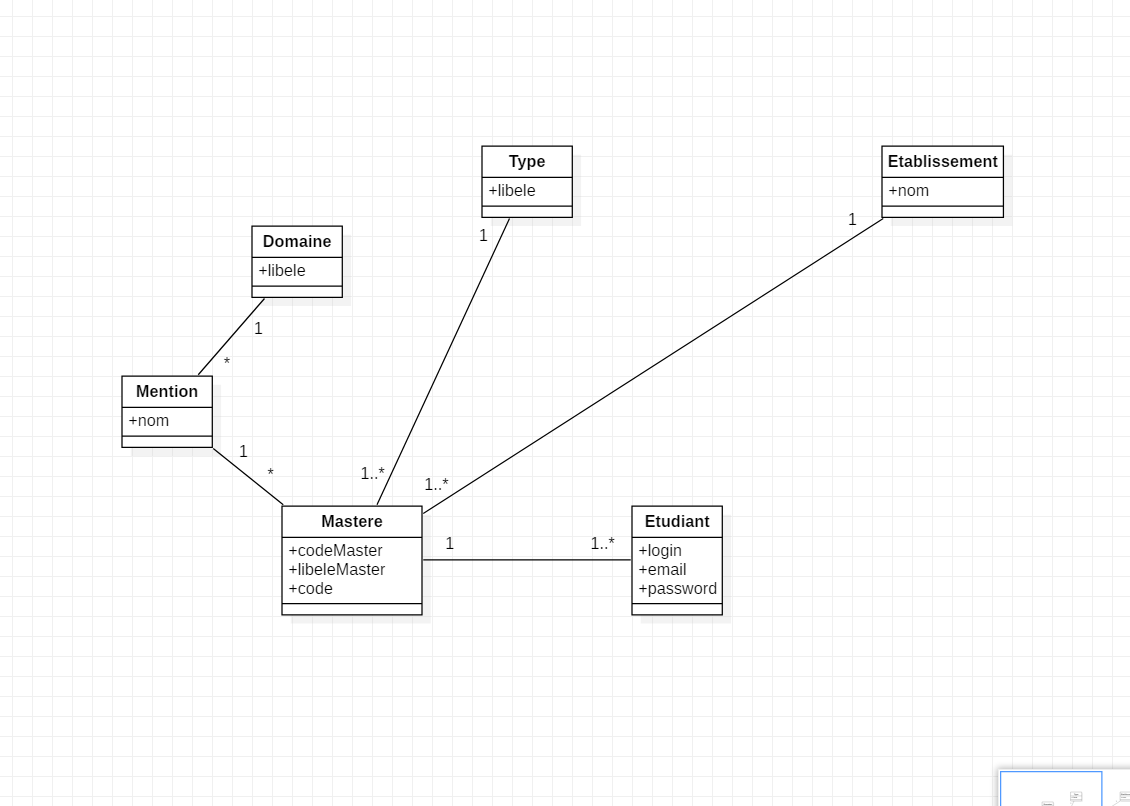 Type
+libele
Etablissement
+nom
1
1
Domaine
+libele
1
*
Mention
+nom
1
*
1..*
1..*
Mastere
+codeMaster
+libeleMaster
+code
1
1..*
Etudiant
+login
+email
+password